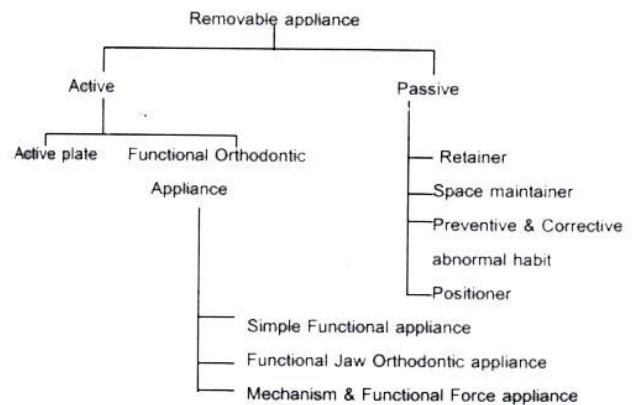 Removable appliance
Active
Passive
Active plate
Functional Orthodontic
Appliance
Retainer
Space maintainer
Preventive & Corrective
abnormal habit
Positioner
Simple Functional appliance
Functional Jaw Orthodontic appliance
Mechanism & Functional Force appliance